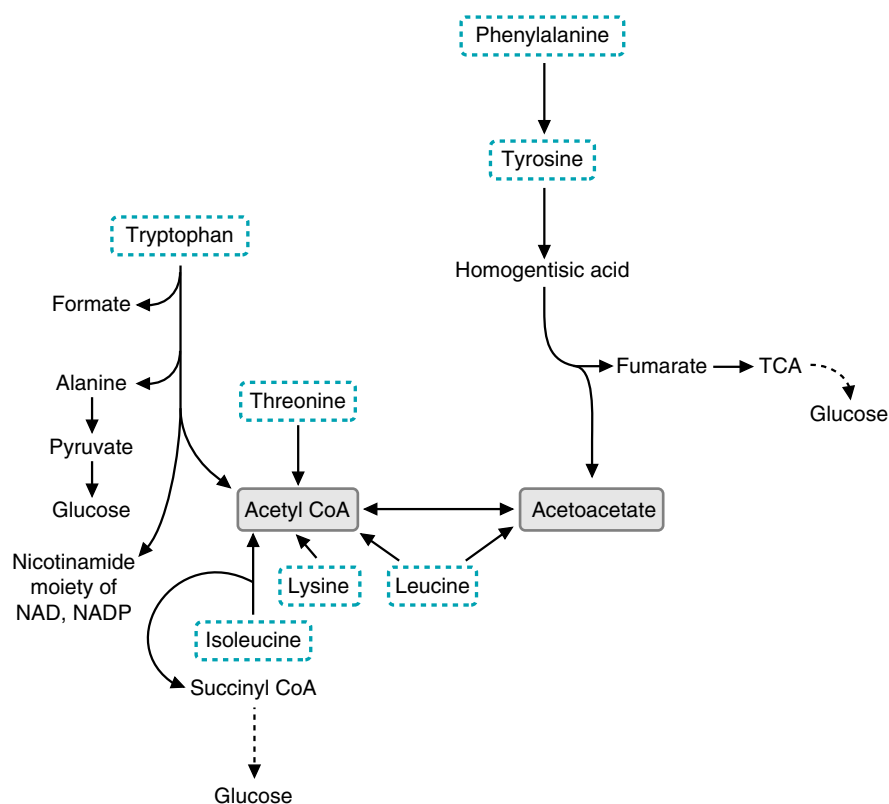 Phenylalanine
Tyrosine
Tryptophan
Homogentisic acid
Formate
Fumarate
TCA
Alanine
Threonine
Glucose
Pyruvate
Glucose
Acetyl CoA
Acetoacetate
Nicotinamide
moiety of
NAD, NADP
Lysine
Leucine
Isoleucine
Succinyl CoA
Glucose